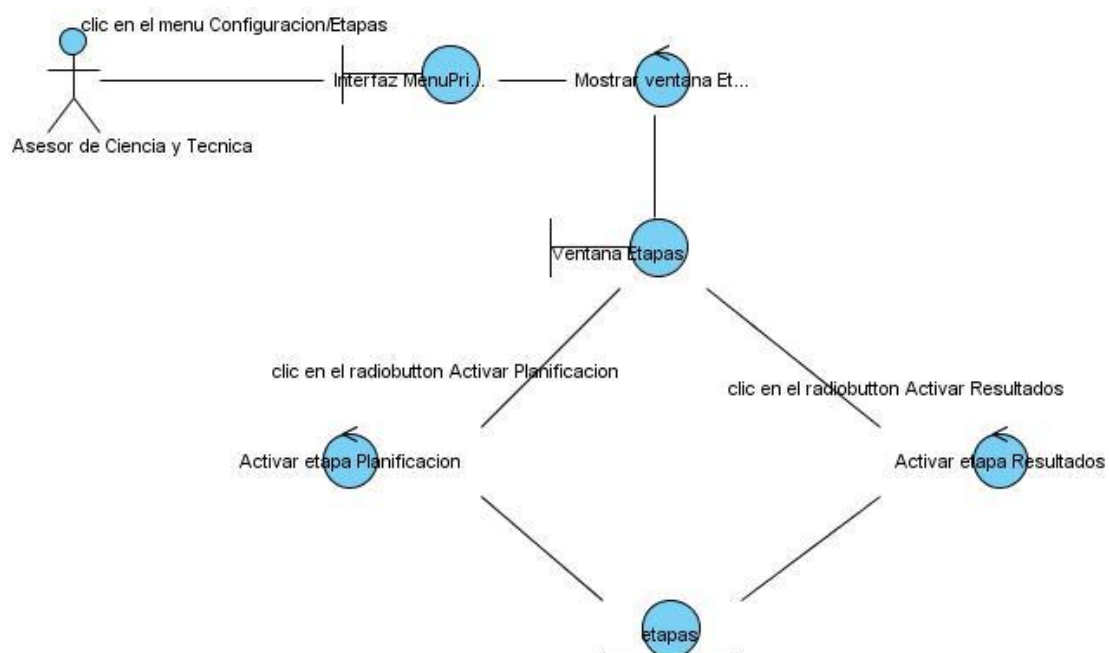 clic en el menu Configuracion/Etapas
Interfaz MenuPri...
Mostrar ventana Et...
Asesor de Ciencia y Tecnica
Ventana Etapas
clic en el radiobutton Activar Planificacion
clic en el radiobutton Activar Resultados
Activar etapa Planificacion
Activar etapa Resultados
etapas